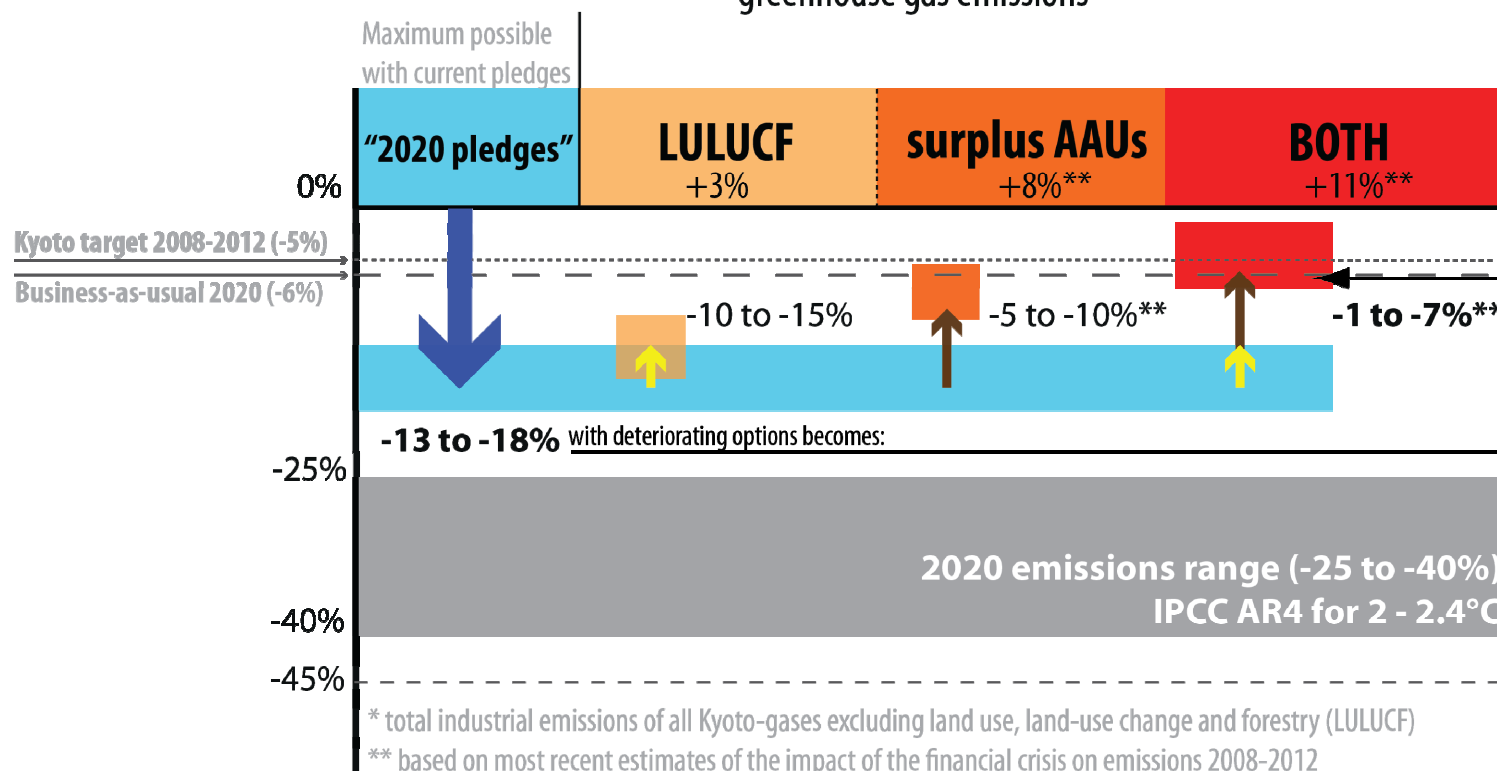 greenhouse gas emissions
Maximum possible
with current pledges
“2020 pledges”
LULUCF
+3%
surplus AAUs
+8%**
BOTH
+11%**
0%
Kyoto target 2008-2012 (-5%)
Business-as-usual 2020 (-6%)
-10 to -15%
-5 to -10%**
-1 to -7%**
-13 to -18% with deteriorating options becomes:
-25%
2020 emissions range (-25 to -40%)
IPCC AR4 for 2 - 2.4°C
-40%
-45%
* total industrial emissions of all Kyoto-gases excluding land use, land-use change and forestry (LULUCF)
** based on most recent estimates of the impact of the financial crisis on emissions 2008-2012